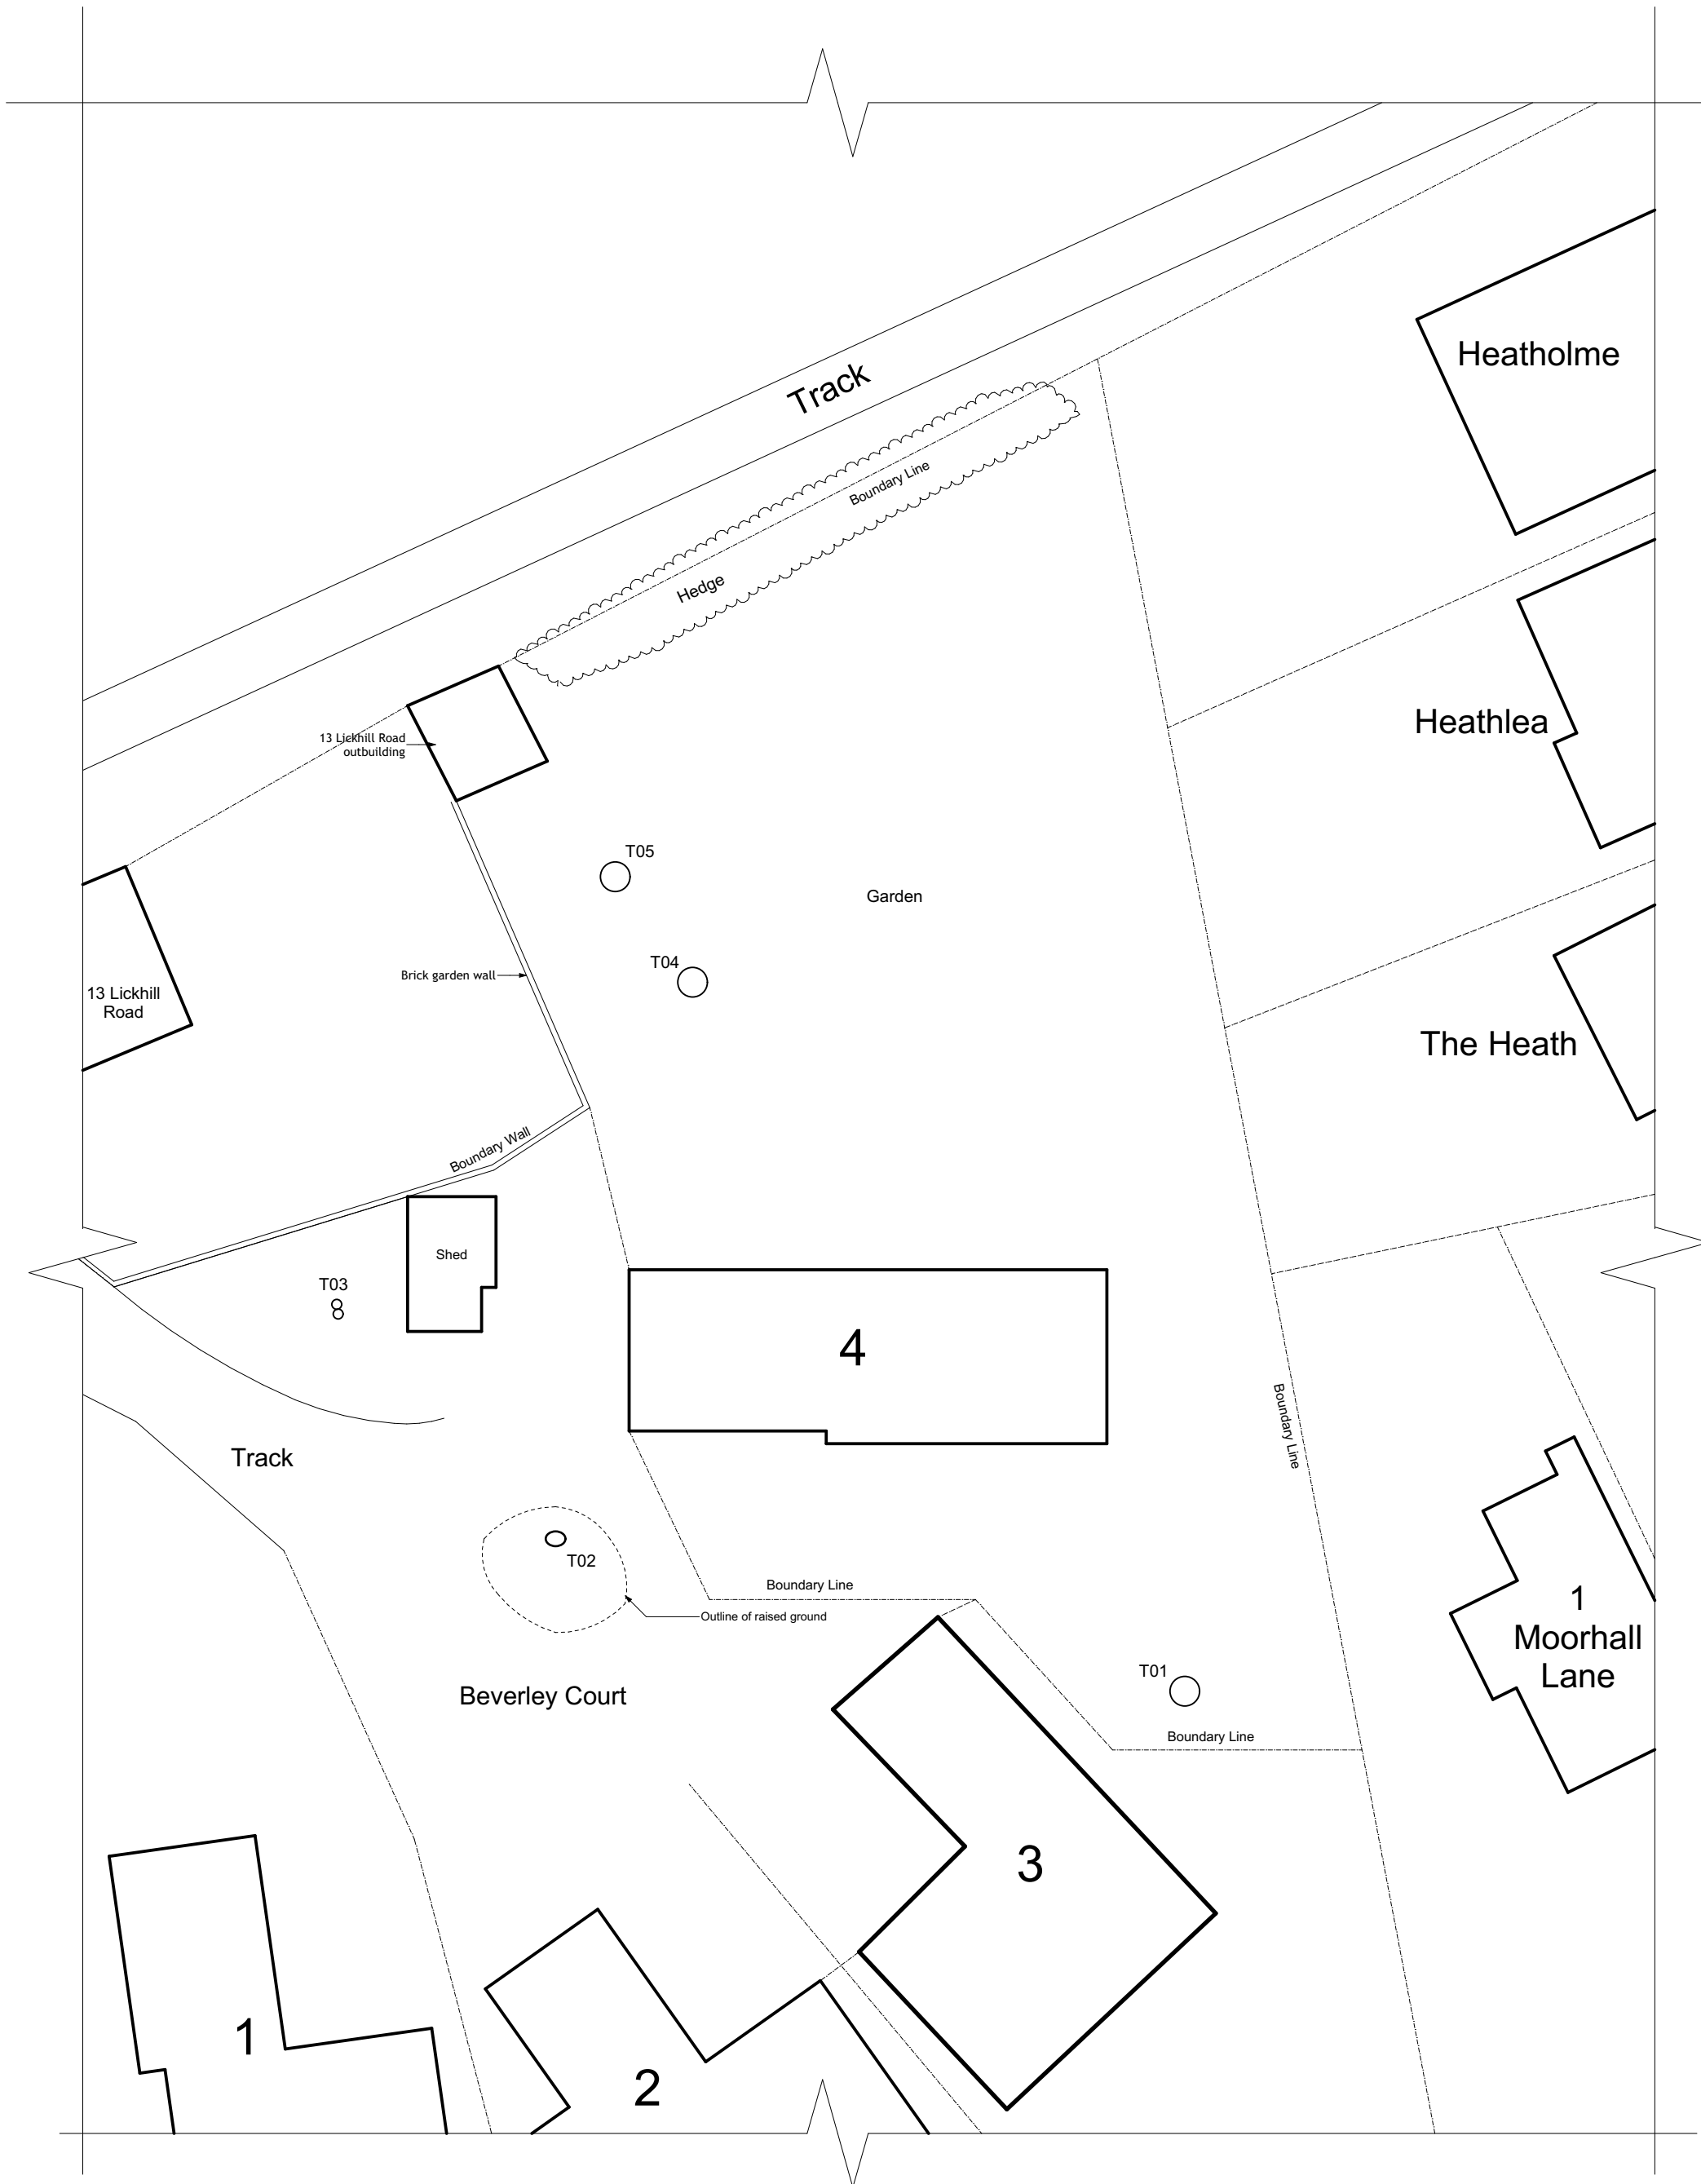 Heatholme
Track
Boundary Line
Hedge
Heathlea
13 Lickhill Road
outbuilding
T05
Garden
T04
Brick garden wall
13 Lickhill
Road
The Heath
Boundary Wall
Shed
T03
4
Boundary Line
Track
T02
Boundary Line
Outline of raised ground
1
Moorhall
Lane
T01
Beverley Court
Boundary Line
3
1
2